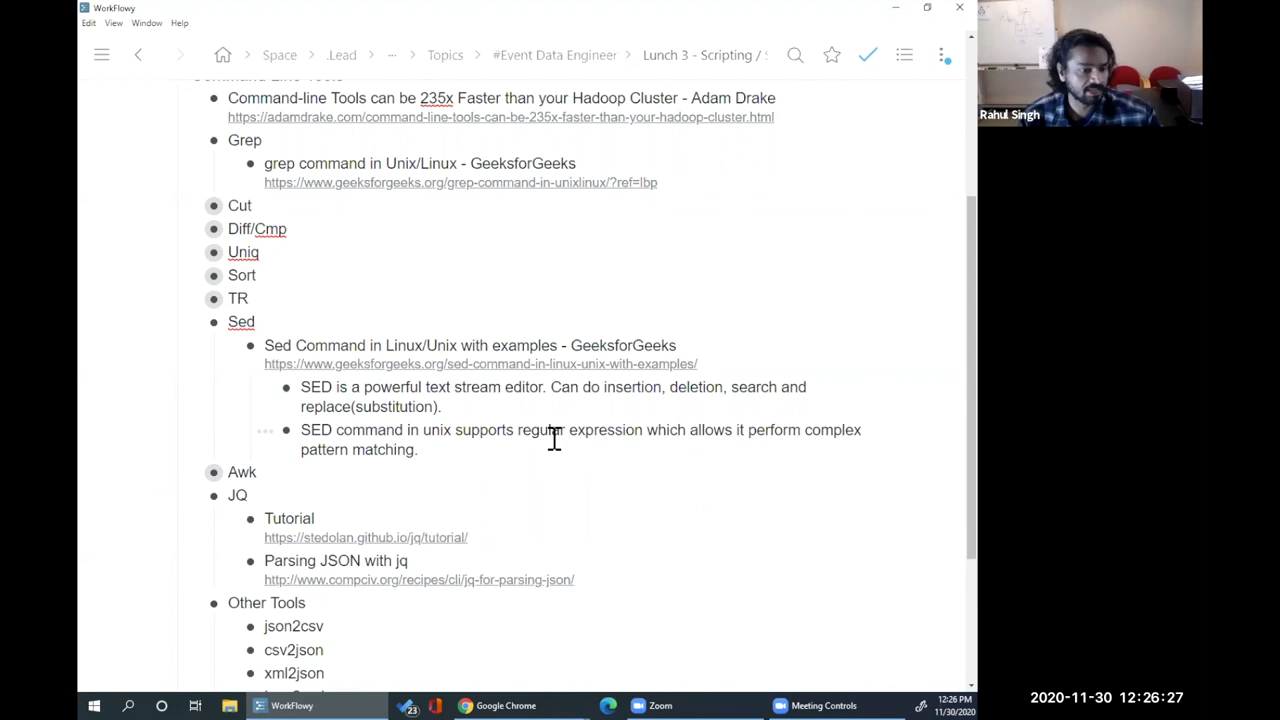 WorkFlowy
Edit View Window Help
Space .Lead ··· Topics #Event Data Engineer Lunch 3 - Scripting /
Command Line Tools
Command-line Tools can be 235x Faster than your Hadoop Cluster - Adam Drake
https://adamdrake.com/command-line-tools-can-be-235x-faster-than-your-hadoop-cluster.html
Grep
grep command in Unix/Linux - GeeksforGeeks
https://www.geeksforgeeks.org/grep-command-in-unixlinux/?ref=lbp
Cut
Diff/Cmp
Uniq
Sort
TR
Sed
Sed Command in Linux/Unix with examples - GeeksforGeeks
https://www.geeksforgeeks.org/sed-command-in-linux-unix-with-examples/
SED is a powerful text stream editor. Can do insertion, deletion, search and
replace(substitution).
SED command in unix supports regular expression which allows it perform complex
pattern matching.
Awk
JQ
Tutorial
https://stedolan.github.io/jq/tutorial/
Parsing JSON with jq
http://www.compciv.org/recipes/cli/jq-for-parsing-json/
Other Tools
json2csv
csv2json
xml2json
23 WorkFlowy Google Chrome Zoom Meeting Controls
12:26 PM
11/30/2020
Rahul Singh
2020-11-30 12:26:27